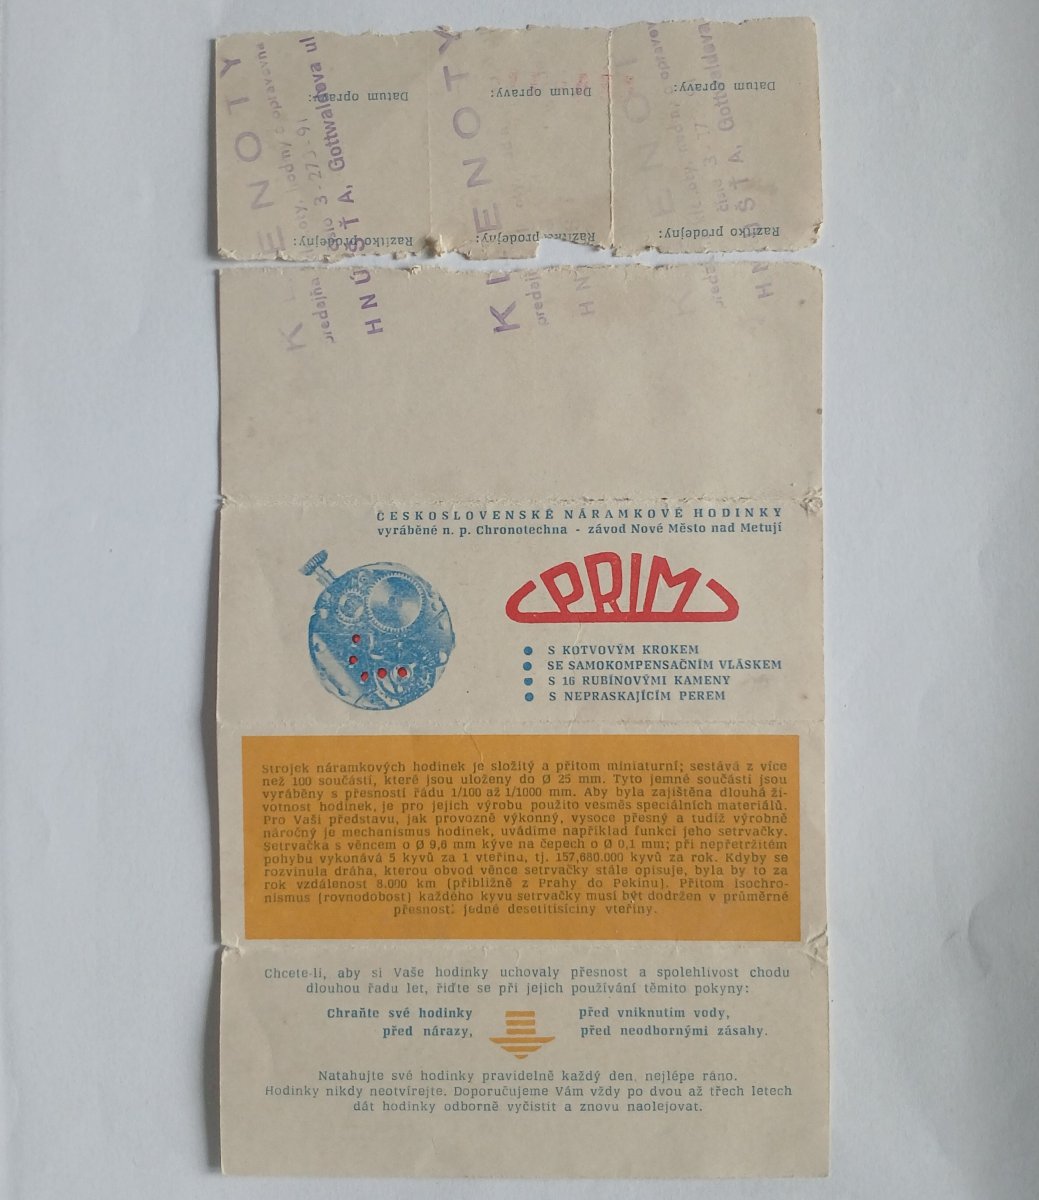 KLENOTY
HNÚŠŤA, Gottwaldova ul
Datum opravy:
Razítko prodejny:
KLENOTY
predajň
Datum opravy:
Razítko prodejny:
KLENOTY
HNÚŠŤA, Gottwaldova
Datum opravy:
Razítko prodejny:
ČESKOSLOVENSKÉ NÁRAMKOVÉ HODINKY
vyráběné n. p. Chronotechna - závod Nové Město nad Metují
PRIM
S KOTVOVÝM KROKEM
SE SAMOKOMPENSAČNÍM VLÁSKEM
S 16 RUBÍNOVÝMI KAMENY
S NEPRASKAJÍCÍM PEREM
Strojek náramkových hodinek je složitý a přitom miniaturní; sestává z více
než 100 součástí, které jsou uloženy do Ø 25 mm. Tyto jemné součásti jsou
vyráběny s přesností řádu 1/100 až 1/1000 mm. Aby byla zajištěna dlouhá ži-
votnost hodinek, je pro jejich výrobu použito vesměs speciálních materiálů.
Pro Vaši představu, jak provozně výkonný, vysoce přesný a tudíž výrobně
náročný je mechanismus hodinek, uvádíme například funkci jeho setrvačky.
Setrvačka s věncem o Ø 9,6 mm kýve na čepech o Ø 0,1 mm; při nepřetržitém
pohybu vykonává 5 kyvů za 1 vteřinu, tj. 157,680.000 kyvů za rok. Kdyby se
rozvinula dráha, kterou obvod věnce setrvačky stále opisuje, byla by to za
rok vzdálenost 8.000 km (přibližně z Prahy do Pekinu). Přitom isochro-
nismus (rovnodobost) každého kyvu setrvačky musí být dodržen v průměrné
přesnosti jedné desetitisíciny vteřiny.
Chcete-li, aby si Vaše hodinky uchovaly přesnost a spolehlivost chodu
dlouhou řadu let, řiďte se při jejich používání těmito pokyny:
Chraňte své hodinky
před nárazy,
před vniknutím vody,
před neodbornými zásahy.
Natahujte své hodinky pravidelně každý den, nejlépe ráno.
Hodinky nikdy neotvírejte. Doporučujeme Vám vždy po dvou až třech letech
dát hodinky odborně vyčistit a znovu naolejovat.